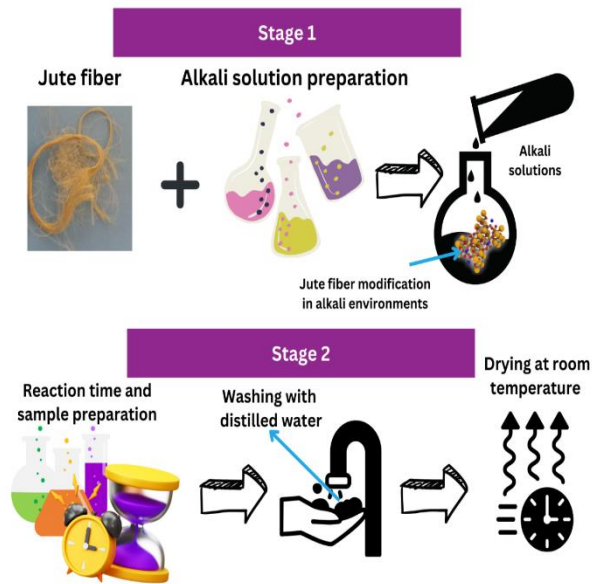 Stage 1
Jute fiber
Alkali solution preparation
Alkali
solutions
Jute fiber modification
in alkali environments
Stage 2
Reaction time and
sample preparation
Washing with
distilled water
Drying at room
temperature